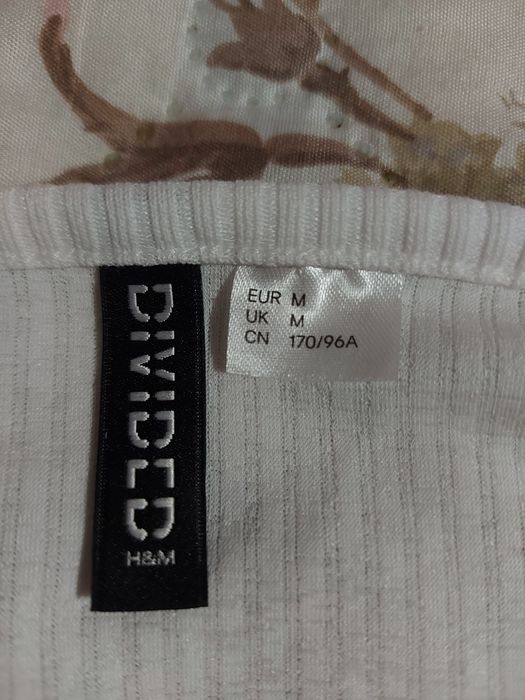 DIVIDED
H&M
EUR M
UK M
CN 170/96A